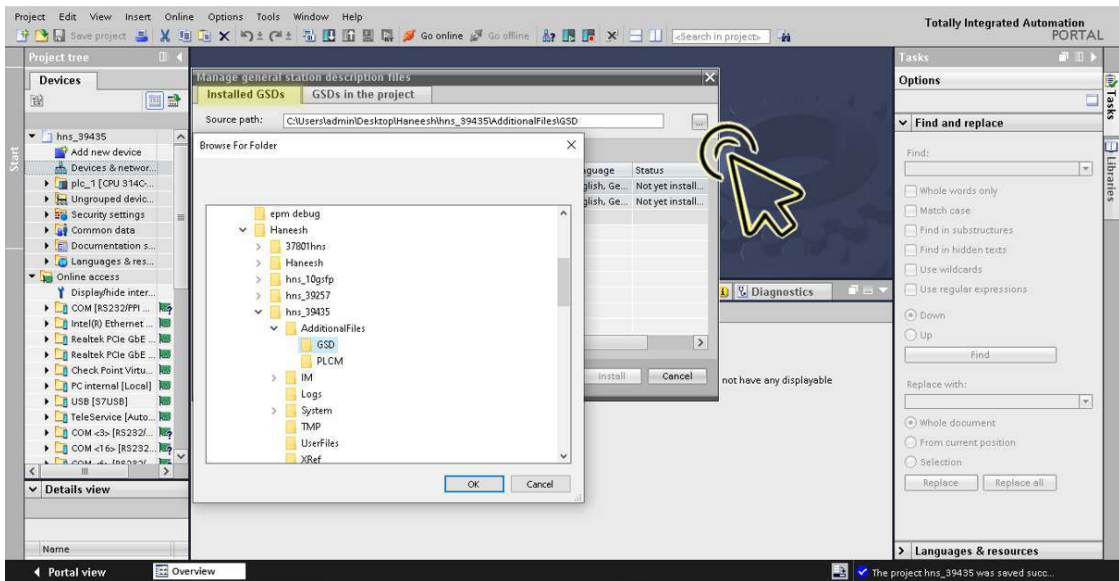 Project Edit View Insert Online Options Tools Window Help
Totally Integrated Automation
PORTAL
Save project
Go online
Go offline
<Search in project>
Project tree
Devices
Start
hns_39435
Add new device
Devices & networ...
plc_1 [CPU 314C-...
Ungrouped devic...
Security settings
Common data
Documentation s...
Languages & res...
Online access
Display/hide inter...
COM [RS232/PPI ...
Intel(R) Ethernet ...
Realtek PCIe GbE ...
Realtek PCIe GbE ...
Check Point Virtu...
PC internal [Local]
USB [S7USB]
TeleService [Auto...
COM <3> [RS232/...
COM <16> [RS232...
Details view
Name
Manage general station description files
Installed GSDs
GSDs in the project
Source path:
C:\Users\admin\Desktop\Haneesh\hns_39435\AdditionalFiles\GSD
...
Status
glish, Ge... Not yet install...
glish, Ge... Not yet install...
Install
Cancel
Browse For Folder
epm debug
Haneesh
37801hns
Haneesh
hns_10gsfp
hns_39257
hns_39435
AdditionalFiles
GSD
PLCM
IM
Logs
System
TMP
UserFiles
XRef
OK
Cancel
Diagnostics
not have any displayable
Tasks
Options
Find and replace
Find:
Whole words only
Match case
Find in substructures
Find in hidden texts
Use wildcards
Use regular expressions
Down
Up
Find
Replace with:
Whole document
From current position
Selection
Replace
Replace all
Languages & resources
Tasks
Libraries
Portal view
Overview
The project hns_39435 was saved succ...